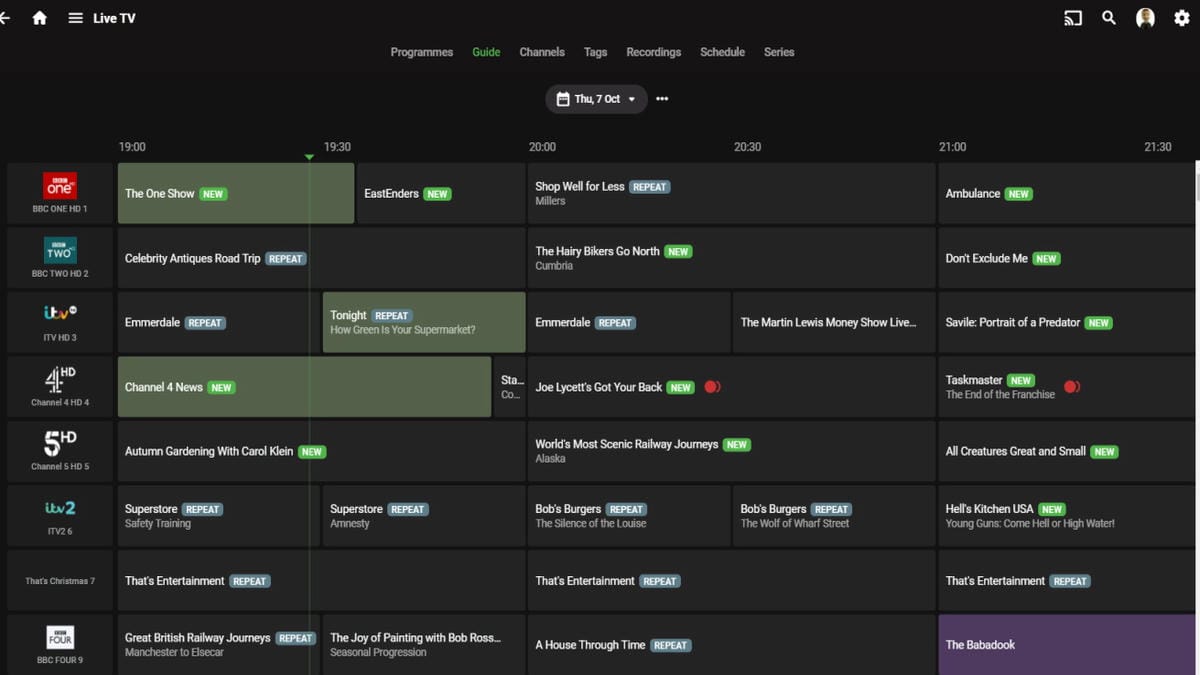 Live TV
Programmes Guide Channels Tags Recordings Schedule Series
Thu, 7 Oct
19:00 19:30 20:00 20:30 21:00 21:30
BBC one HD
BBC ONE HD 1
The One Show NEW
EastEnders NEW
Shop Well for Less REPEAT
Millers
Ambulance NEW
BBC TWO HD
BBC TWO HD 2
Celebrity Antiques Road Trip REPEAT
The Hairy Bikers Go North NEW
Cumbria
Don't Exclude Me NEW
itv HD
ITV HD 3
Emmerdale REPEAT
Tonight REPEAT
How Green Is Your Supermarket?
Emmerdale REPEAT
The Martin Lewis Money Show Live...
Savile: Portrait of a Predator NEW
4HD
Channel 4 HD 4
Channel 4 News NEW
Sta...
Co...
Joe Lycett's Got Your Back NEW
Taskmaster NEW
The End of the Franchise
5HD
Channel 5 HD 5
Autumn Gardening With Carol Klein NEW
World's Most Scenic Railway Journeys NEW
Alaska
All Creatures Great and Small NEW
itv2
ITV2 6
Superstore REPEAT
Safety Training
Superstore REPEAT
Amnesty
Bob's Burgers REPEAT
The Silence of the Louise
Bob's Burgers REPEAT
The Wolf of Wharf Street
Hell's Kitchen USA NEW
Young Guns: Come Hell or High Water!
That's Christmas 7
That's Entertainment REPEAT
That's Entertainment REPEAT
That's Entertainment REPEAT
BBC FOUR
BBC FOUR 9
Great British Railway Journeys REPEAT
Manchester to Elsecar
The Joy of Painting with Bob Ross...
Seasonal Progression
A House Through Time REPEAT
The Babadook